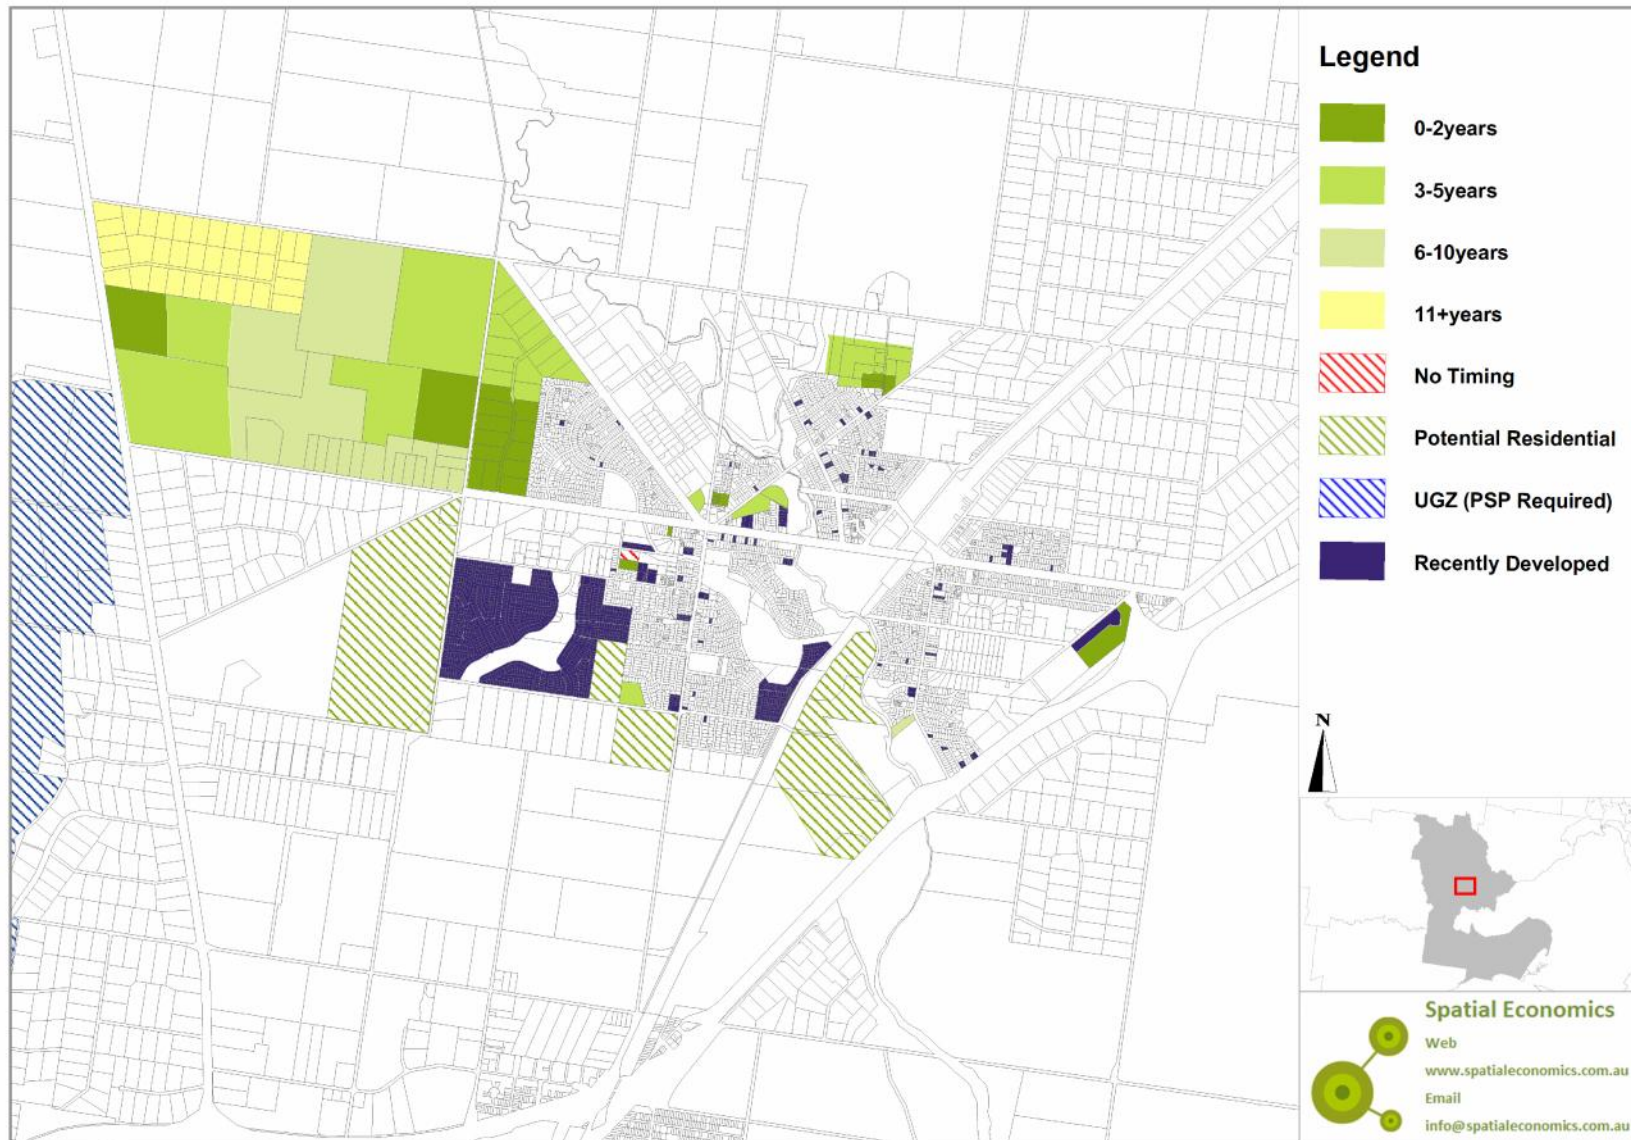 Legend
0-2years
3-5years
6-10years
11+years
No Timing
Potential Residential
UGZ (PSP Required)
Recently Developed
N
Spatial Economics
Web
www.spatialeconomics.com.au
Email
info@spatialeconomics.com.au